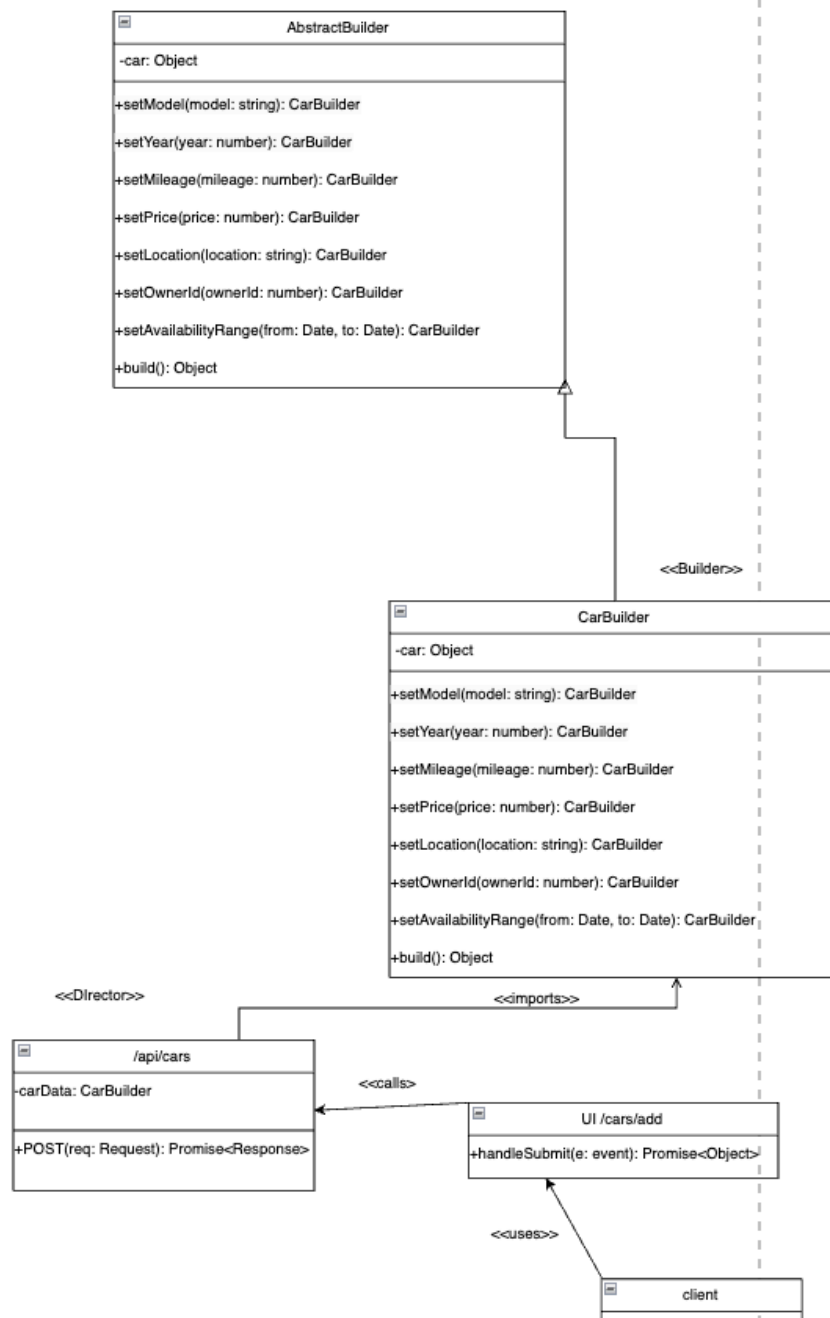 AbstractBuilder
-car: Object
+setModel(model: string): CarBuilder
+setYear(year: number): CarBuilder
+setMileage(mileage: number): CarBuilder
+setPrice(price: number): CarBuilder
+setLocation(location: string): CarBuilder
+setOwnerId(ownerId: number): CarBuilder
+setAvailabilityRange(from: Date, to: Date): CarBuilder
+build(): Object
<<Builder>>
CarBuilder
-car: Object
+setModel(model: string): CarBuilder
+setYear(year: number): CarBuilder
+setMileage(mileage: number): CarBuilder
+setPrice(price: number): CarBuilder
+setLocation(location: string): CarBuilder
+setOwnerId(ownerId: number): CarBuilder
+setAvailabilityRange(from: Date, to: Date): CarBuilder
+build(): Object
<<DIrector>>
<<imports>>
/api/cars
-carData: CarBuilder
+POST(req: Request): Promise<Response>
<<calls>
UI /cars/add
+handleSubmit(e: event): Promise<Object>
<<uses>>
client